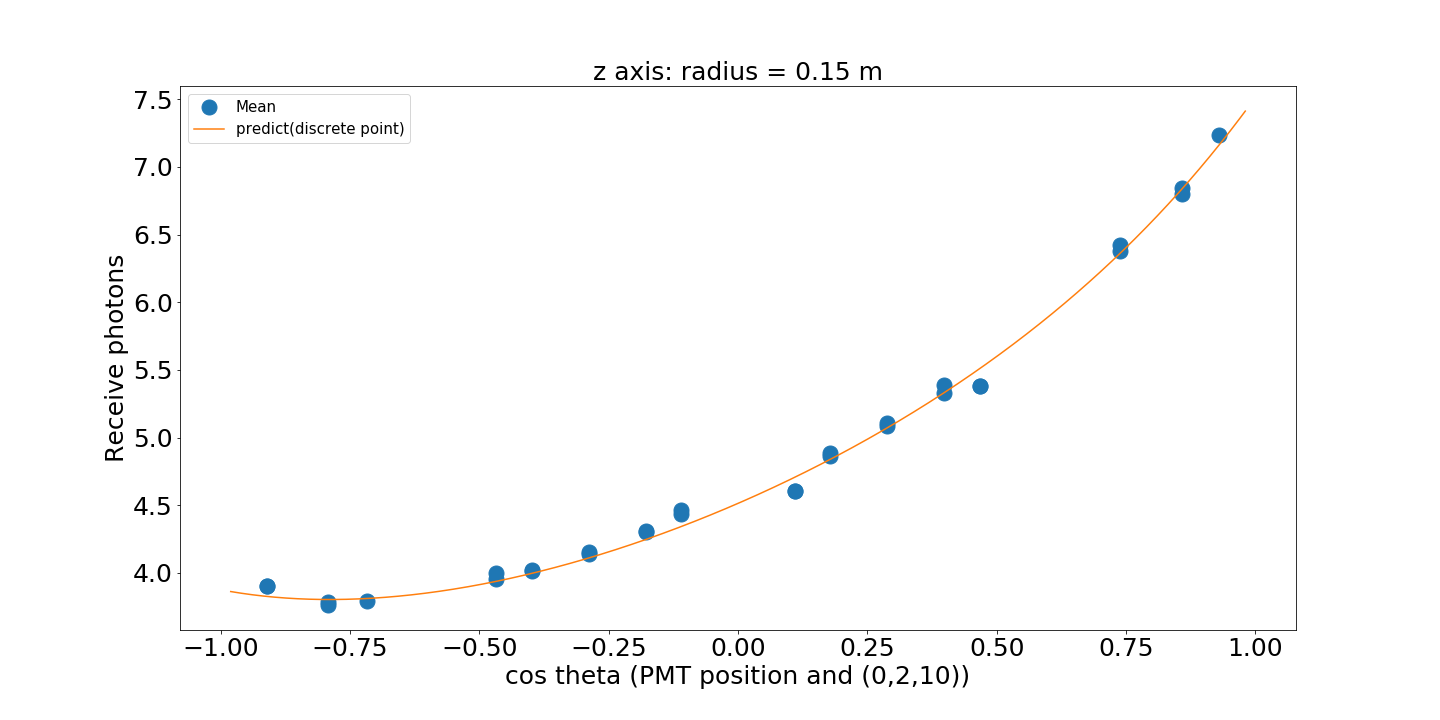 z axis: radius = 0.15 m
Mean
predict(discrete point)
7.5
7.0
6.5
6.0
5.5
5.0
4.5
4.0
Receive photons
−1.00 −0.75 −0.50 −0.25 0.00 0.25 0.50 0.75 1.00
cos theta (PMT position and (0,2,10))